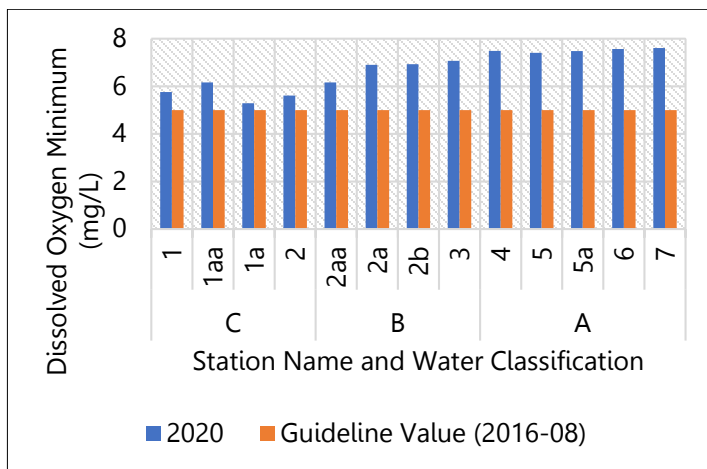 Dissolved Oxygen Minimum
(mg/L)
8
6
4
2
0
1 1aa 1a 2 2aa 2a 2b 3 4 5 5a 6 7
C B A
Station Name and Water Classification
2020 Guideline Value (2016-08)